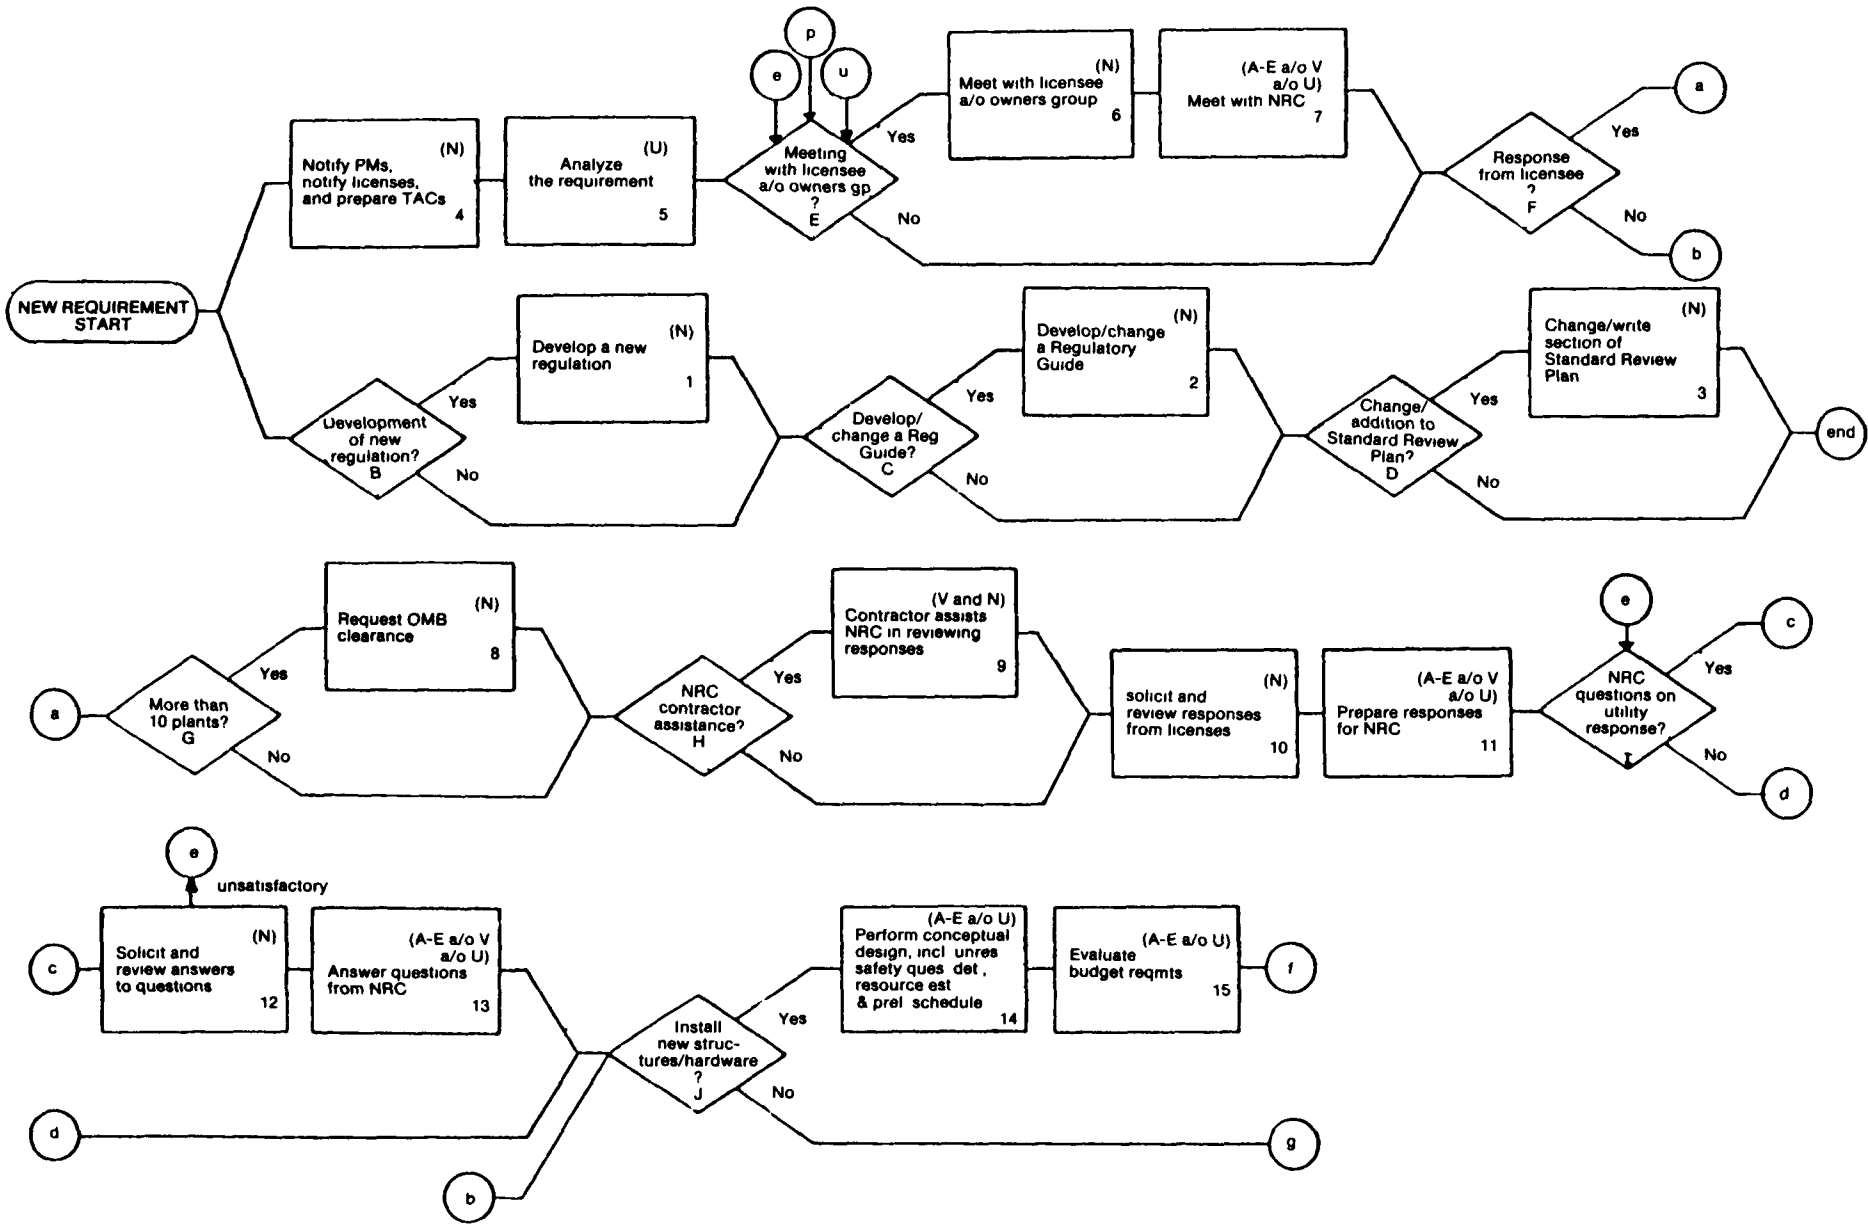 p
e
u
(N)
Notify PMs,
notify licenses,
and prepare TACs
4
(U)
Analyze
the requirement
5
Meeting
with licensee
a/o owners gp
?
E
Yes
No
(N)
Meet with licensee
a/o owners group
6
(A-E a/o V
a/o U)
Meet with NRC
7
Response
from licensee
?
F
Yes
No
a
b
NEW REQUIREMENT
START
Development
of new
regulation?
B
Yes
No
(N)
Develop a new
regulation
1
Develop/
change a Reg
Guide?
C
Yes
No
(N)
Develop/change
a Regulatory
Guide
2
Change/
addition to
Standard Review
Plan?
D
Yes
No
(N)
Change/write
section of
Standard Review
Plan
3
end
a
More than
10 plants?
G
Yes
No
(N)
Request OMB
clearance
8
NRC
contractor
assistance?
H
Yes
No
(V and N)
Contractor assists
NRC in reviewing
responses
9
(N)
solicit and
review responses
from licenses
10
(A-E a/o V
a/o U)
Prepare responses
for NRC
11
e
NRC
questions on
utility
response?
I
Yes
No
c
d
e
unsatisfactory
c
(N)
Solicit and
review answers
to questions
12
(A-E a/o V
a/o U)
Answer questions
from NRC
13
d
b
Install
new struc-
tures/hardware
?
J
Yes
No
(A-E a/o U)
Perform conceptual
design, incl unres
safety ques det,
resource est
& prel schedule
14
(A-E a/o U)
Evaluate
budget reqmts
15
f
g